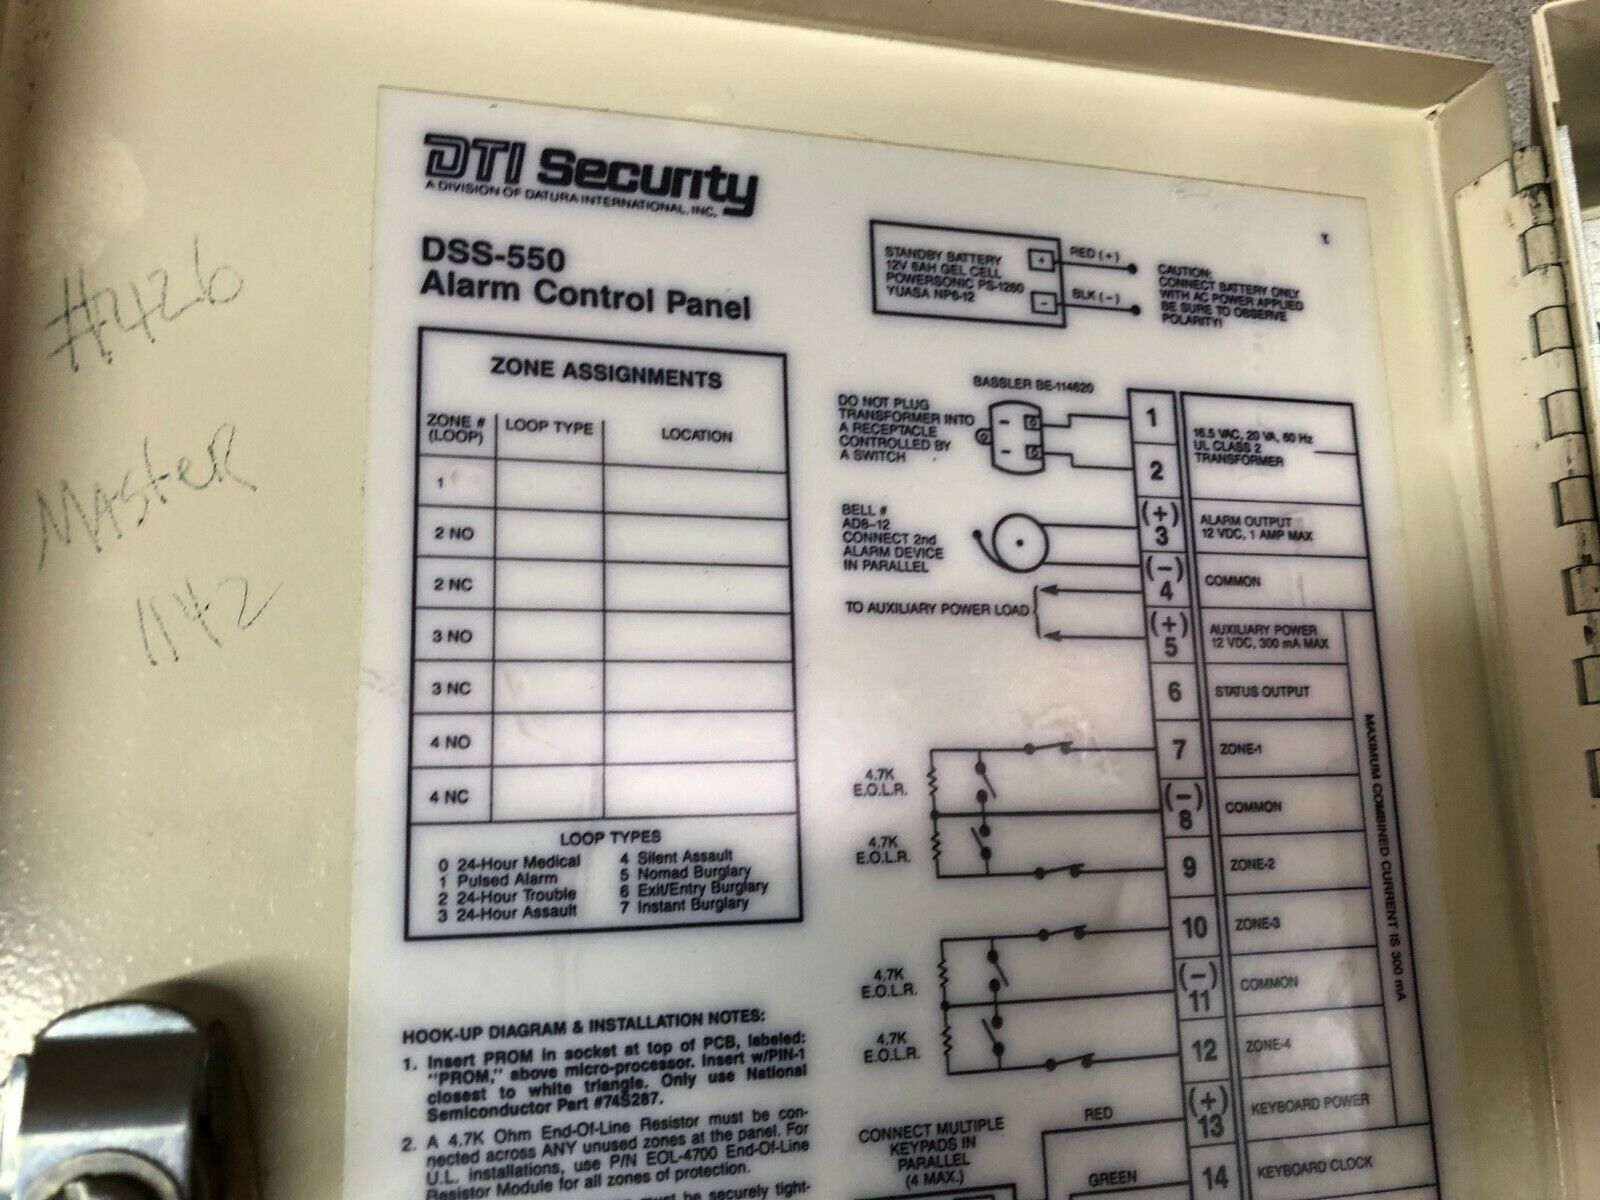 #426
Master
1142
DTI Security
A DIVISION OF DATURA INTERNATIONAL, INC.
DSS-550
Alarm Control Panel
ZONE ASSIGNMENTS
ZONE # (LOOP) LOOP TYPE LOCATION
1
2 NO
2 NC
3 NO
3 NC
4 NO
4 NC
LOOP TYPES
0 24-Hour Medical
1 Pulsed Alarm
2 24-Hour Trouble
3 24-Hour Assault
4 Silent Assault
5 Nomad Burglary
6 Exit/Entry Burglary
7 Instant Burglary
HOOK-UP DIAGRAM & INSTALLATION NOTES:
1. Insert PROM in socket at top of PCB, labeled:
"PROM," above micro-processor. Insert w/PIN-1
closest to white triangle. Only use National
Semiconductor Part #74S287.
2. A 4.7K Ohm End-Of-Line Resistor must be con-
nected across ANY unused zones at the panel. For
U.L. installations, use P/N EOL-4700 End-Of-Line
Resistor Module for all zones of protection.
must be securely tight-
STANDBY BATTERY
12V 6AH GEL CELL
POWERSONIC PS-1260
YUASA NP6-12
+
-
RED (+)
BLK (-)
CAUTION:
CONNECT BATTERY ONLY
WITH AC POWER APPLIED
BE SURE TO OBSERVE
POLARITY!
BASSLER BE-114620
DO NOT PLUG
TRANSFORMER INTO
A RECEPTACLE
CONTROLLED BY
A SWITCH
1
2
16.5 VAC, 20 VA, 60 Hz
UL CLASS 2
TRANSFORMER
BELL #
AD8-12
CONNECT 2nd
ALARM DEVICE
IN PARALLEL
(+)
3
ALARM OUTPUT
12 VDC, 1 AMP MAX
(-)
4
COMMON
TO AUXILIARY POWER LOAD
(+)
5
AUXILIARY POWER
12 VDC, 300 mA MAX
6
STATUS OUTPUT
7
ZONE-1
4.7K
E.O.L.R.
(-)
8
COMMON
4.7K
E.O.L.R.
9
ZONE-2
10
ZONE-3
4.7K
E.O.L.R.
(-)
11
COMMON
4.7K
E.O.L.R.
12
ZONE-4
(+)
13
KEYBOARD POWER
14
KEYBOARD CLOCK
MAXIMUM COMBINED CURRENT IS 300 mA
CONNECT MULTIPLE
KEYPADS IN
PARALLEL
(4 MAX.)
RED
GREEN